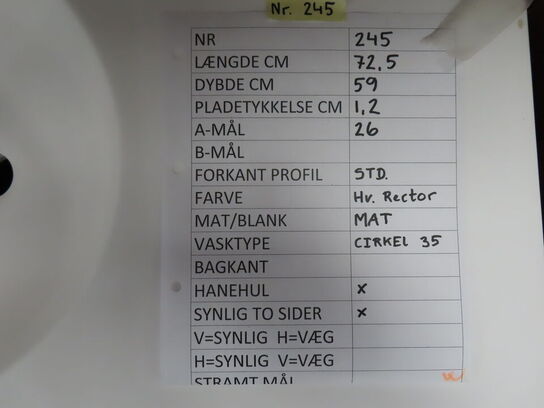 Nr. 245
NR 245
LÆNGDE CM 72,5
DYBDE CM 59
PLADETYKKELSE CM 1,2
A-MÅL 26
B-MÅL
FORKANT PROFIL STD.
FARVE Hv. Rector
MAT/BLANK MAT
VASKTYPE CIRKEL 35
BAGKANT
HANEHUL x
SYNLIG TO SIDER x
V=SYNLIG H=VÆG
H=SYNLIG V=VÆG
STRAMT MÅL